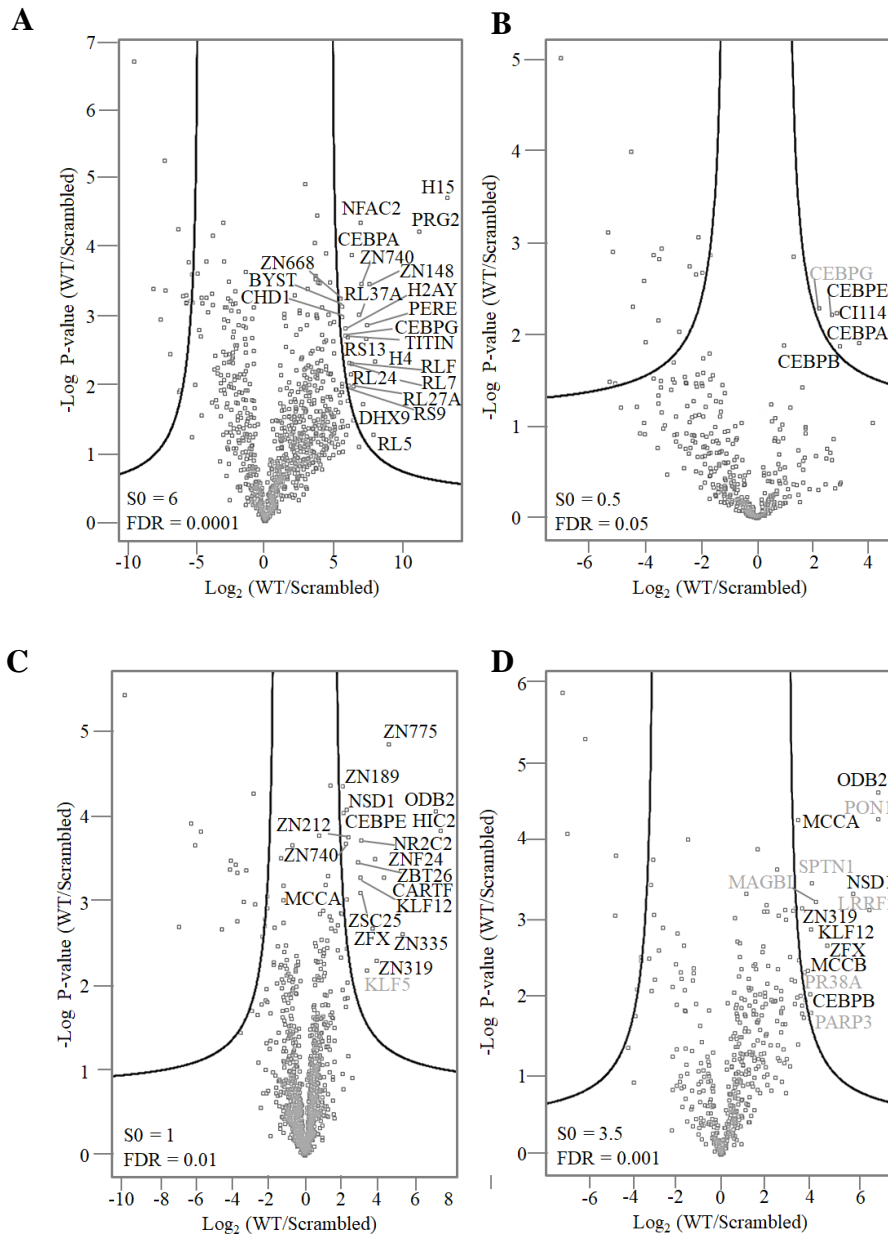 A
7
6
5
4
3
2
1
0
-Log P-value (WT/Scrambled)
H15
NFAC2
PRG2
CEBPA
ZN740
ZN668
ZN148
BYST
RL37A
H2AY
CHD1
PERE
CEBPG
TITIN
RS13
H4
RLF
RL24
RL7
RL27A
DHX9
RS9
RL5
S0 = 6
FDR = 0.0001
-10 -5 0 5 10
Log2 (WT/Scrambled)
B
5
4
3
2
1
0
-Log P-value (WT/Scrambled)
CEBPG
CEBPE
CI114
CEBPA
CEBPB
S0 = 0.5
FDR = 0.05
-6 -4 -2 0 2 4
Log2 (WT/Scrambled)
C
5
4
3
2
1
0
-Log P-value (WT/Scrambled)
ZN775
ZN189
NSD1 ODB2
ZN212 CEBPE HIC2
NR2C2
ZN740
ZNF24
ZBT26
CARTF
MCCA
KLF12
ZSC25
ZFX
ZN335
ZN319
KLF5
S0 = 1
FDR = 0.01
-10 -8 -6 -4 -2 0 2 4 6 8
Log2 (WT/Scrambled)
D
6
5
4
3
2
1
0
-Log P-value (WT/Scrambled)
ODB2
PON1
MCCA
SPTN1
MAGBL
NSD1
ZN319
KLF12
ZFX
MCCB
PR38A
CEBPB
PARP3
S0 = 3.5
FDR = 0.001
-6 -4 -2 0 2 4 6
Log2 (WT/Scrambled)